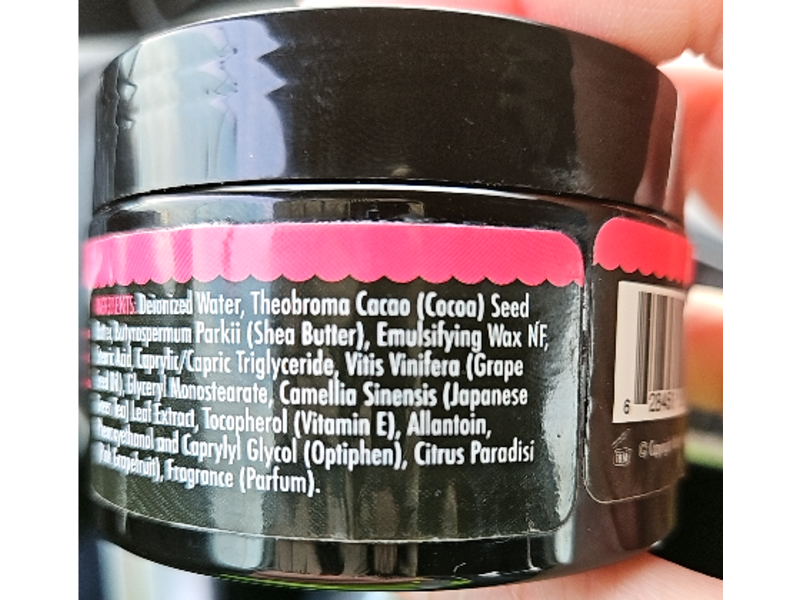 INGREDIENTS: Deionized Water, Theobroma Cacao (Cocoa) Seed
Butter, Butyrospermum Parkii (Shea Butter), Emulsifying Wax NF,
Stearic Acid, Caprylic/Capric Triglyceride, Vitis Vinifera (Grape
Seed Oil), Glyceryl Monostearate, Camellia Sinensis (Japanese
Green Tea) Leaf Extract, Tocopherol (Vitamin E), Allantoin,
Phenoxyethanol and Caprylyl Glycol (Optiphen), Citrus Paradisi
(Pink Grapefruit), Fragrance (Parfum).
6
© Copyright